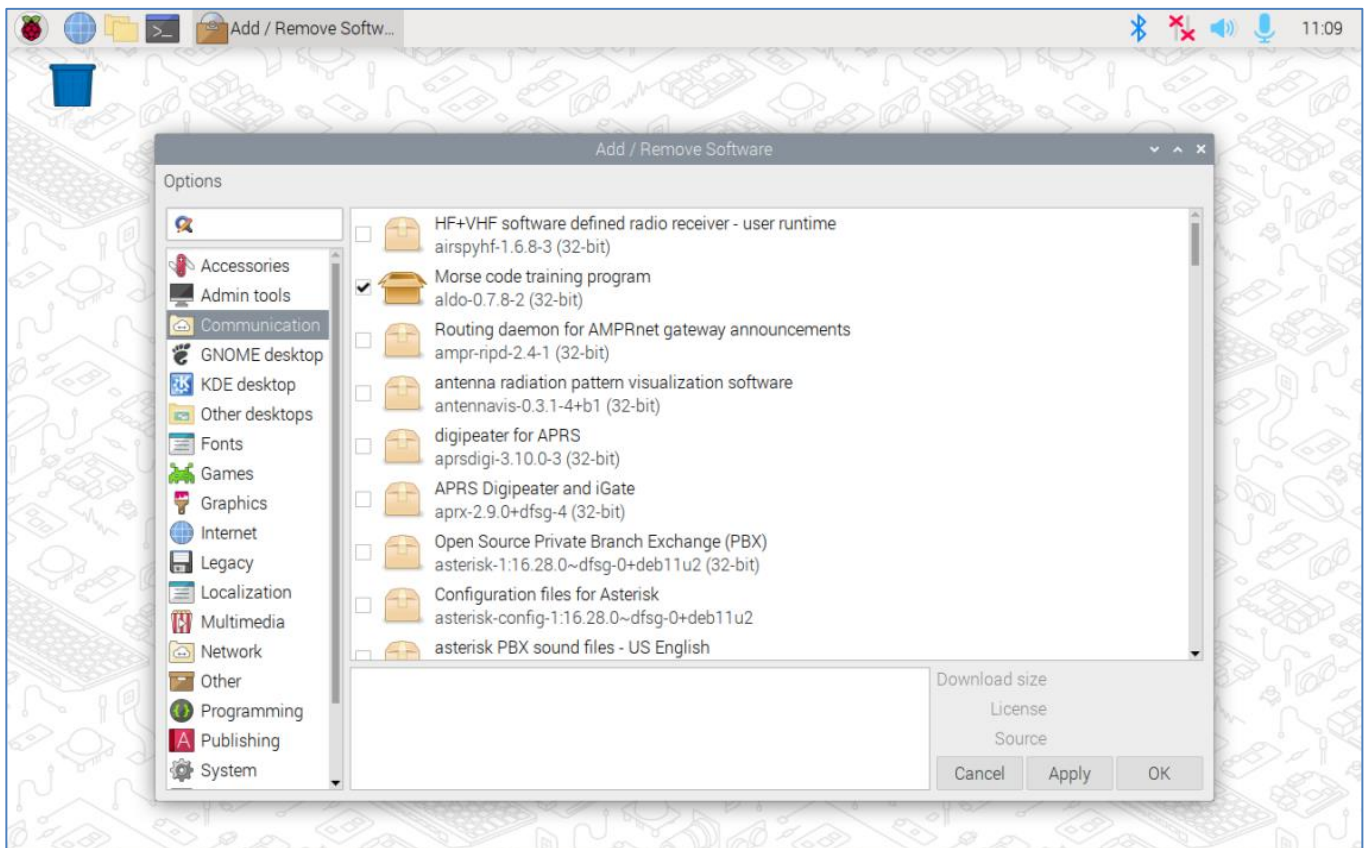 Add / Remove Softw...
11:09
Add / Remove Software
Options
Accessories
Admin tools
Communication
GNOME desktop
KDE desktop
Other desktops
Fonts
Games
Graphics
Internet
Legacy
Localization
Multimedia
Network
Other
Programming
Publishing
System
HF+VHF software defined radio receiver - user runtime
airspyhf-1.6.8-3 (32-bit)
Morse code training program
aldo-0.7.8-2 (32-bit)
Routing daemon for AMPRnet gateway announcements
ampr-ripd-2.4-1 (32-bit)
antenna radiation pattern visualization software
antennavis-0.3.1-4+b1 (32-bit)
digipeater for APRS
aprsdigi-3.10.0-3 (32-bit)
APRS Digipeater and iGate
aprx-2.9.0+dfsg-4 (32-bit)
Open Source Private Branch Exchange (PBX)
asterisk-1:16.28.0~dfsg-0+deb11u2 (32-bit)
Configuration files for Asterisk
asterisk-config-1:16.28.0~dfsg-0+deb11u2
asterisk PBX sound files - US English
Download size
License
Source
Cancel
Apply
OK